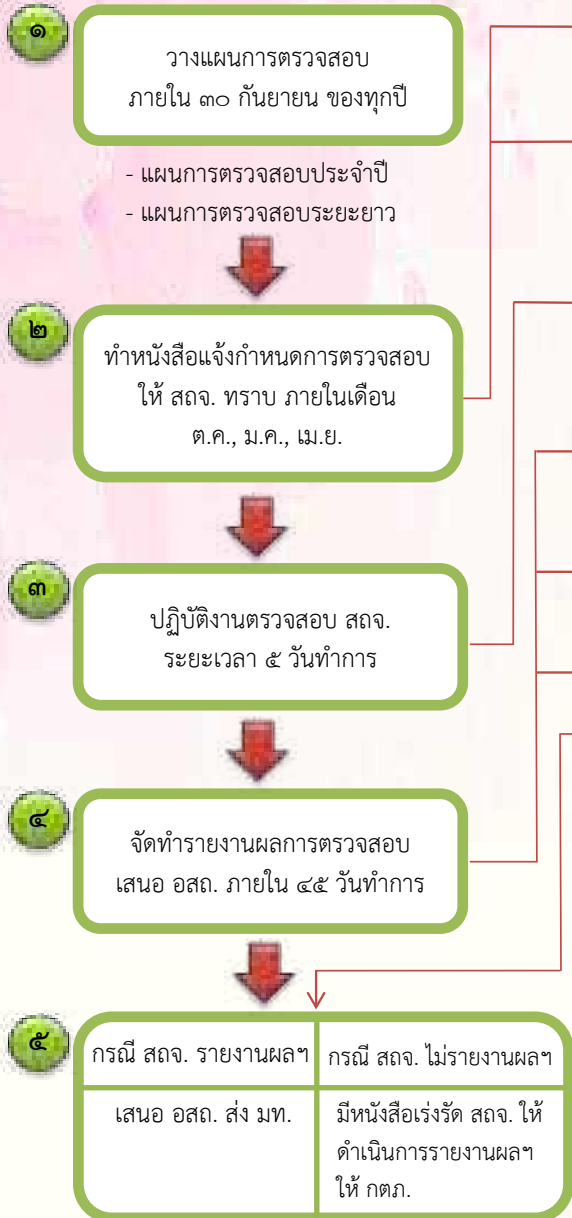 ๑
วางแผนการตรวจสอบ
ภายใน ๓๐ กันยายน ของทุกปี
- แผนการตรวจสอบประจำปี
- แผนการตรวจสอบระยะยาว
๒
ทำหนังสือแจ้งกำหนดการตรวจสอบ
ให้ สถจ. ทราบ ภายในเดือน
ต.ค., ม.ค., เม.ย.
๓
ปฏิบัติงานตรวจสอบ สถจ.
ระยะเวลา ๕ วันทำการ
๔
จัดทำรายงานผลการตรวจสอบ
เสนอ อสถ. ภายใน ๔๕ วันทำการ
๕
กรณี สถจ. รายงานผลฯ
กรณี สถจ. ไม่รายงานผลฯ
เสนอ อสถ. ส่ง มท.
มีหนังสือเร่งรัด สถจ. ให้
ดำเนินการรายงานผลฯ
ให้ กตภ.